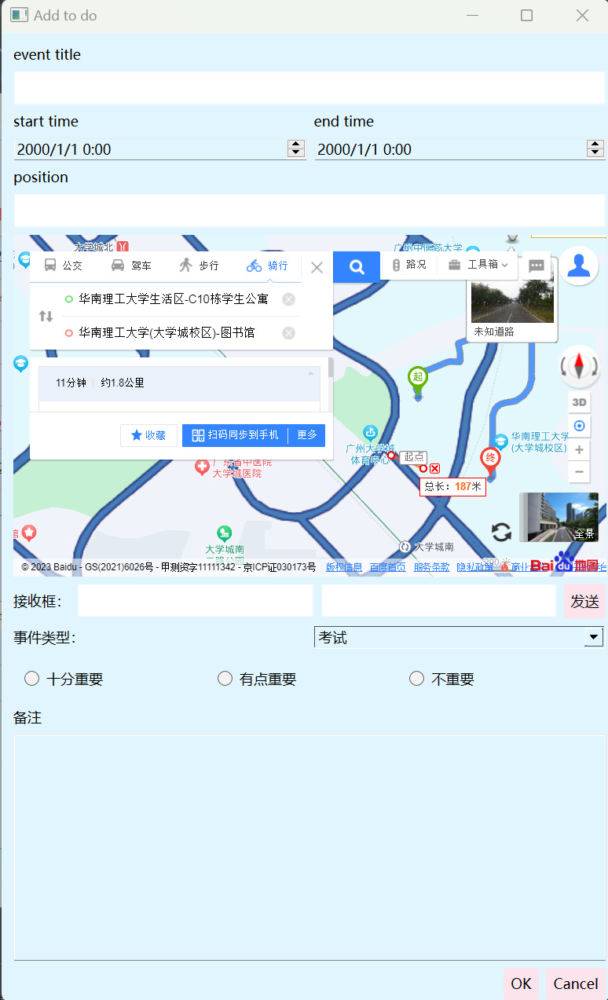 Add to do
event title
start time
end time
2000/1/1 0:00
2000/1/1 0:00
position
大学城北
广州中医药大学
公交
驾车
步行
骑行
路况
工具箱
华南理工大学生活区-C10栋学生公寓
华南理工大学(大学城校区)-图书馆
未知道路
11分钟
约1.8公里
起
3D
收藏
扫码同步到手机
更多
华南理工大学
(大学城校区)
广州大学城
体育中心
终
起点
广东省中医院
大学城医院
总长：187米
全景
大学城南
大学城南
© 2023 Baidu - GS(2021)6026号 - 甲测资字11111342 - 京ICP证030173号
版权信息
百度首页
服务条款
隐私政策
Bai du 地图
接收框：
发送
事件类型：
考试
十分重要
有点重要
不重要
备注
OK
Cancel